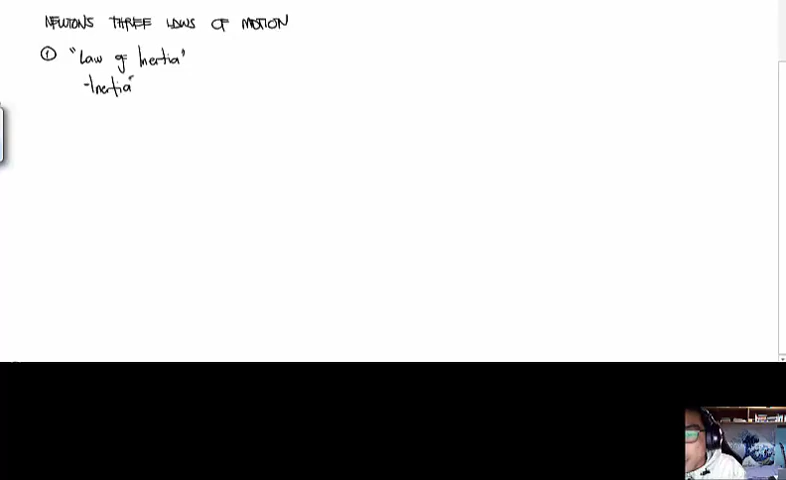 NEWTONS THREE LAWS OF MOTION
① "Law of Inertia"
-Inertia